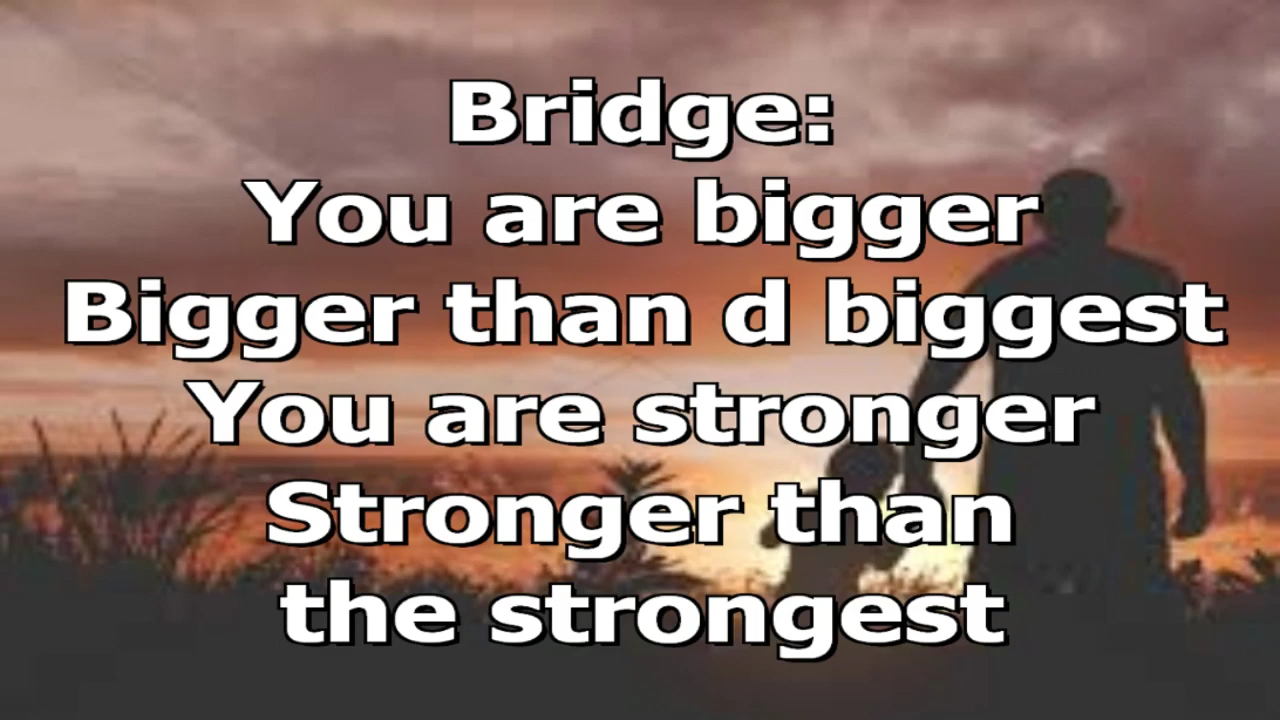 Bridge:
You are bigger
Bigger than d biggest
You are stronger
Stronger than
the strongest